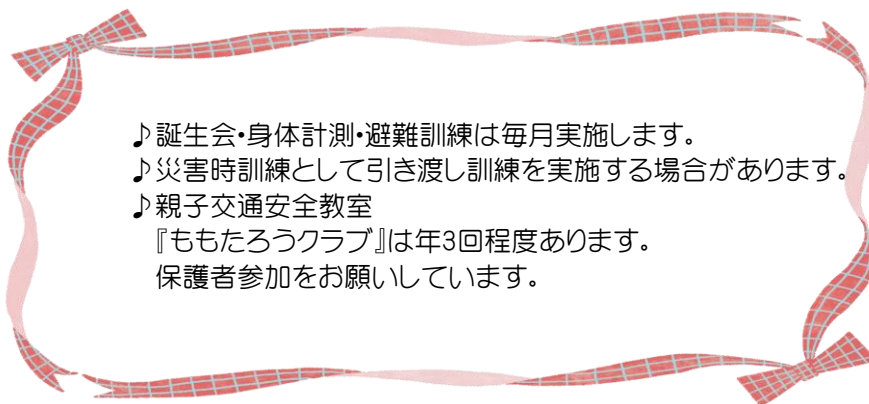 ♪誕生会・身体計測・避難訓練は毎月実施します。
♪災害時訓練として引き渡し訓練を実施する場合があります。
♪親子交通安全教室
『ももたろうクラブ』は年3回程度あります。
保護者参加をお願いしています。